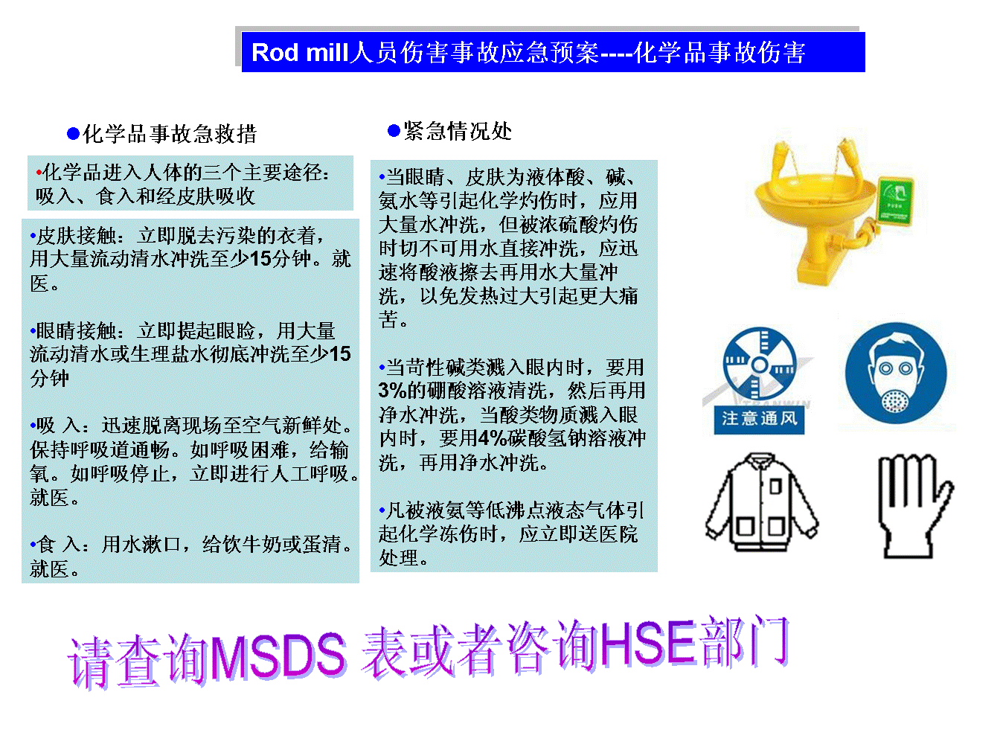 Rod mill人员伤害事故应急预案----化学品事故伤害
●化学品事故急救措
•化学品进入人体的三个主要途径：
吸入、食入和经皮肤吸收
•皮肤接触：立即脱去污染的衣着，
用大量流动清水冲洗至少15分钟。就
医。
•眼睛接触：立即提起眼睑，用大量
流动清水或生理盐水彻底冲洗至少15
分钟
•吸 入：迅速脱离现场至空气新鲜处。
保持呼吸道通畅。如呼吸困难，给输
氧。如呼吸停止，立即进行人工呼吸。
就医。
•食 入：用水漱口，给饮牛奶或蛋清。
就医。
●紧急情况处
•当眼睛、皮肤为液体酸、碱、
氨水等引起化学灼伤时，应用
大量水冲洗，但被浓硫酸灼伤
时切不可用水直接冲洗，应迅
速将酸液擦去再用水大量冲
洗，以免发热过大引起更大痛
苦。
•当苛性碱类溅入眼内时，要用
3%的硼酸溶液清洗，然后再用
净水冲洗，当酸类物质溅入眼
内时，要用4%碳酸氢钠溶液冲
洗，再用净水冲洗。
•凡被液氨等低沸点液态气体引
起化学冻伤时，应立即送医院
处理。
PUSH
TRANWIN
注意通风
请查询MSDS 表或者咨询HSE部门